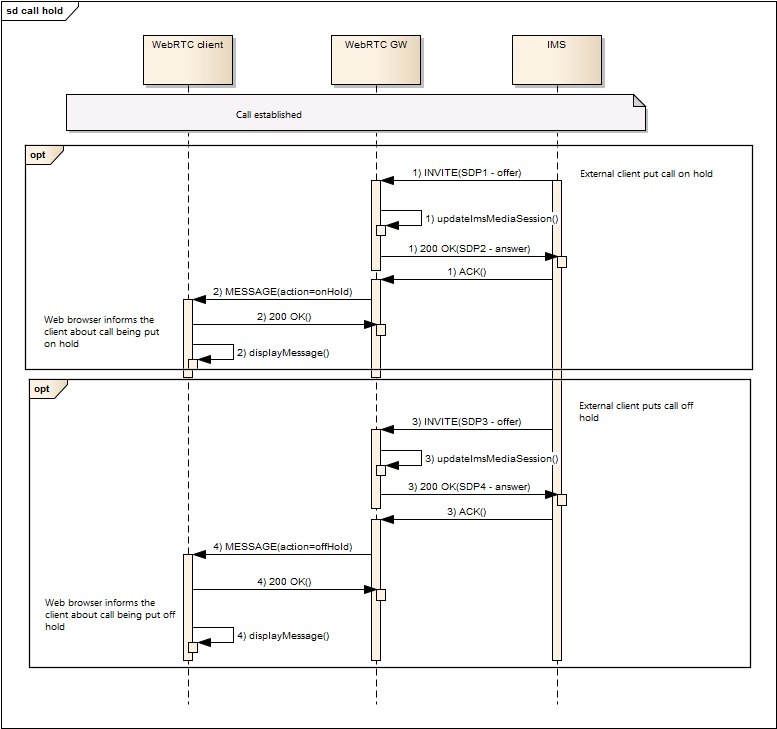 sd call hold
WebRTC client
WebRTC GW
IMS
Call established
opt
1) INVITE(SDP1 - offer)
External client put call on hold
1) updateImsMediaSession()
1) 200 OK(SDP2 - answer)
1) ACK()
2) MESSAGE(action=onHold)
2) 200 OK()
Web browser informs the
client about call being put
on hold
2) displayMessage()
opt
External client puts call off
hold
3) INVITE(SDP3 - offer)
3) updateImsMediaSession()
3) 200 OK(SDP4 - answer)
3) ACK()
4) MESSAGE(action=offHold)
4) 200 OK()
Web browser informs the
client about call being put off
hold
4) displayMessage()